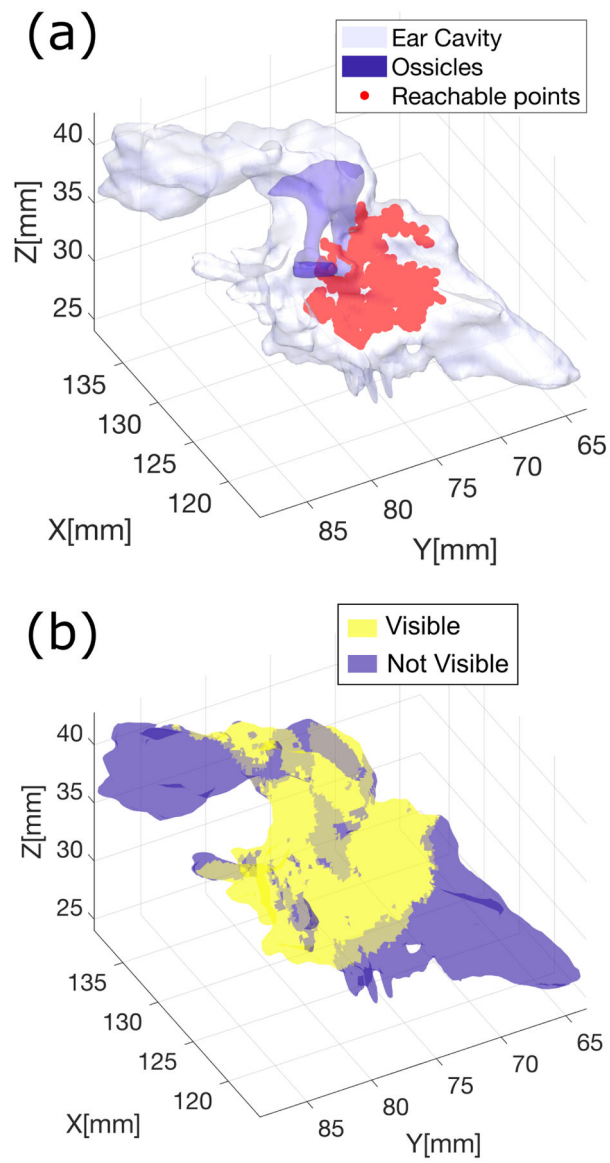 (a)
Ear Cavity
Ossicles
Reachable points
40
35
30
25
Z[mm]
135
130
125
120
X[mm]
85
80
75
70
65
Y[mm]
(b)
Visible
Not Visible
40
35
30
25
Z[mm]
135
130
125
120
X[mm]
85
80
75
70
65
Y[mm]